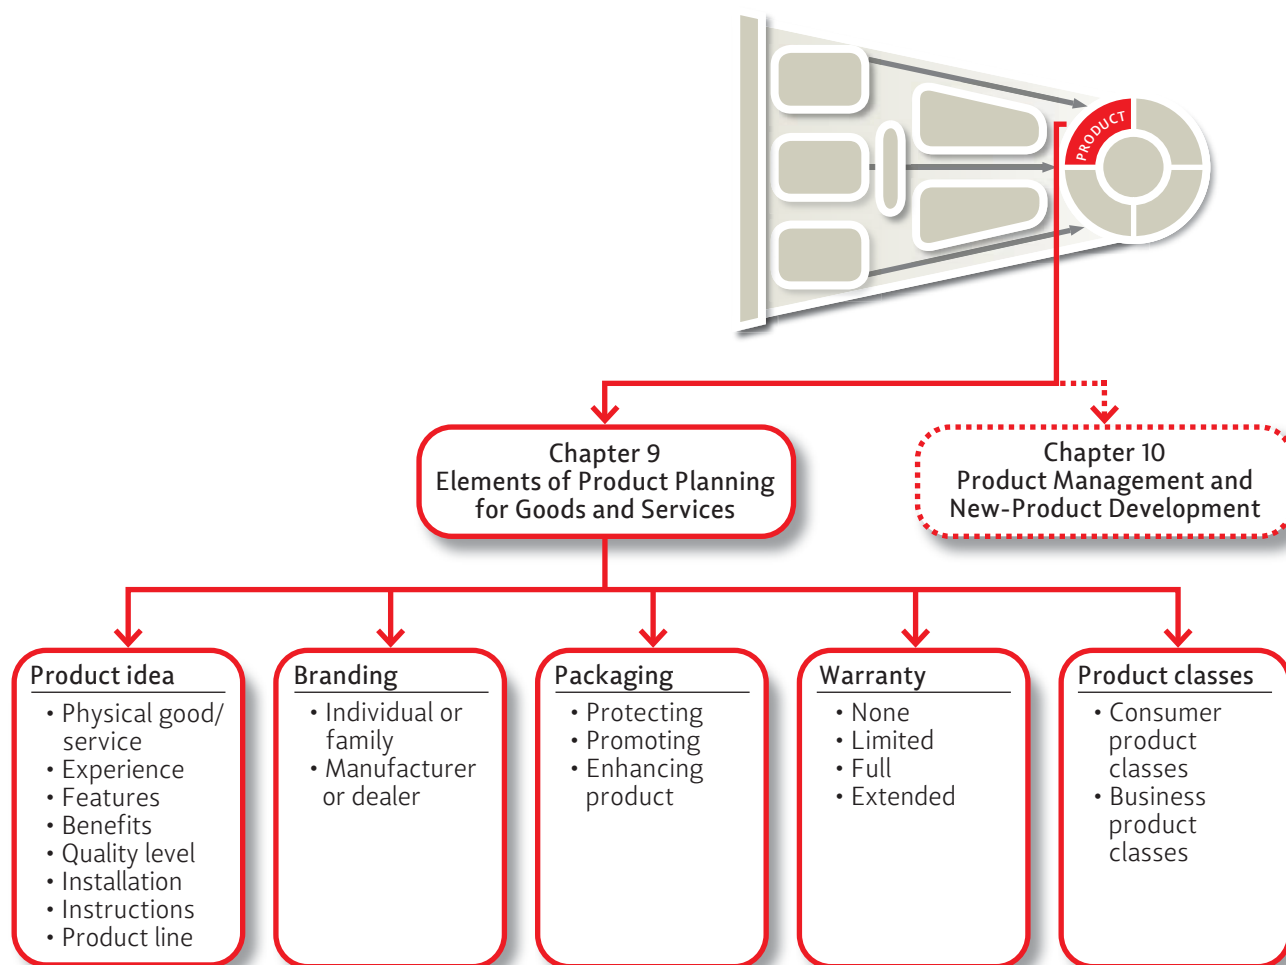 PRODUCT
Chapter 9
Elements of Product Planning
for Goods and Services
Chapter 10
Product Management and
New-Product Development
Product idea
• Physical good/
service
• Experience
• Features
• Benefits
• Quality level
• Installation
• Instructions
• Product line
Branding
• Individual or
family
• Manufacturer
or dealer
Packaging
• Protecting
• Promoting
• Enhancing
product
Warranty
• None
• Limited
• Full
• Extended
Product classes
• Consumer
product
classes
• Business
product
classes